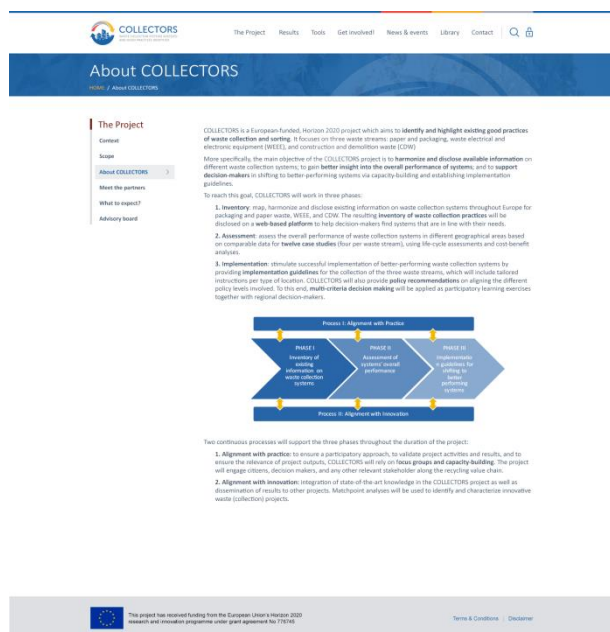 COLLECTORS
The Project Results Tools Get involved! News & events Library Contact
About COLLECTORS
HOME / About COLLECTORS
The Project
Context
Scope
About COLLECTORS
Meet the partners
What to expect?
Advisory board
COLLECTORS is a European-funded, Horizon 2020 project which aims to identify and highlight existing good practices
of waste collection and sorting. It focuses on three waste streams: paper and packaging, waste electrical and
electronic equipment (WEEE), and construction and demolition waste (CDW)
More specifically, the main objective of the COLLECTORS project is to harmonize and disclose available information on
different waste collection systems, to gain better insight into the overall performance of systems, and to support
decision-makers in shifting to better-performing systems via capacity-building and establishing implementation
guidelines.
To reach this goal, COLLECTORS will work in three phases:
1. Inventory: map, harmonize and disclose existing information on waste collection systems throughout Europe for
packaging and paper waste, WEEE, and CDW. The resulting inventory of waste collection practices will be
disclosed on a web-based platform to help decision-makers find systems that are in line with their needs.
2. Assessment: assess the overall performance of waste collection systems in different geographical areas based
on comparable data for twelve case studies (four per waste stream), using life-cycle assessments and cost-benefit
analyses.
3. Implementation: stimulate successful implementation of better-performing waste collection systems by
providing implementation guidelines for the collection of the three waste streams, which will include tailored
instructions per type of location. COLLECTORS will also provide policy recommendations on aligning the different
policy levels involved. To this end, multi-criteria decision making will be applied as participatory learning exercises
together with regional decision-makers.
Process I: Alignment with Practice
PHASE I
Inventory of
existing
information on
waste collection
systems
PHASE II
Assessment of
systems' overall
performance
PHASE III
Implementatio
n guidelines for
shifting to
better
performing
systems
Process II: Alignment with Innovation
Two continuous processes will support the three phases throughout the duration of the project:
1. Alignment with practice: to ensure a participatory approach, to validate project activities and results, and to
ensure the relevance of project outputs, COLLECTORS will rely on focus groups and capacity-building. The project
will engage citizens, decision makers, and any other relevant stakeholder along the recycling value chain.
2. Alignment with innovation: Integration of state-of-the-art knowledge in the COLLECTORS project as well as
dissemination of results to other projects. Matchpoint analyses will be used to identify and characterize innovative
waste (collection) projects.
This project has received funding from the European Union's Horizon 2020
research and innovation programme under grant agreement No 776745
Terms & Conditions | Disclaimer